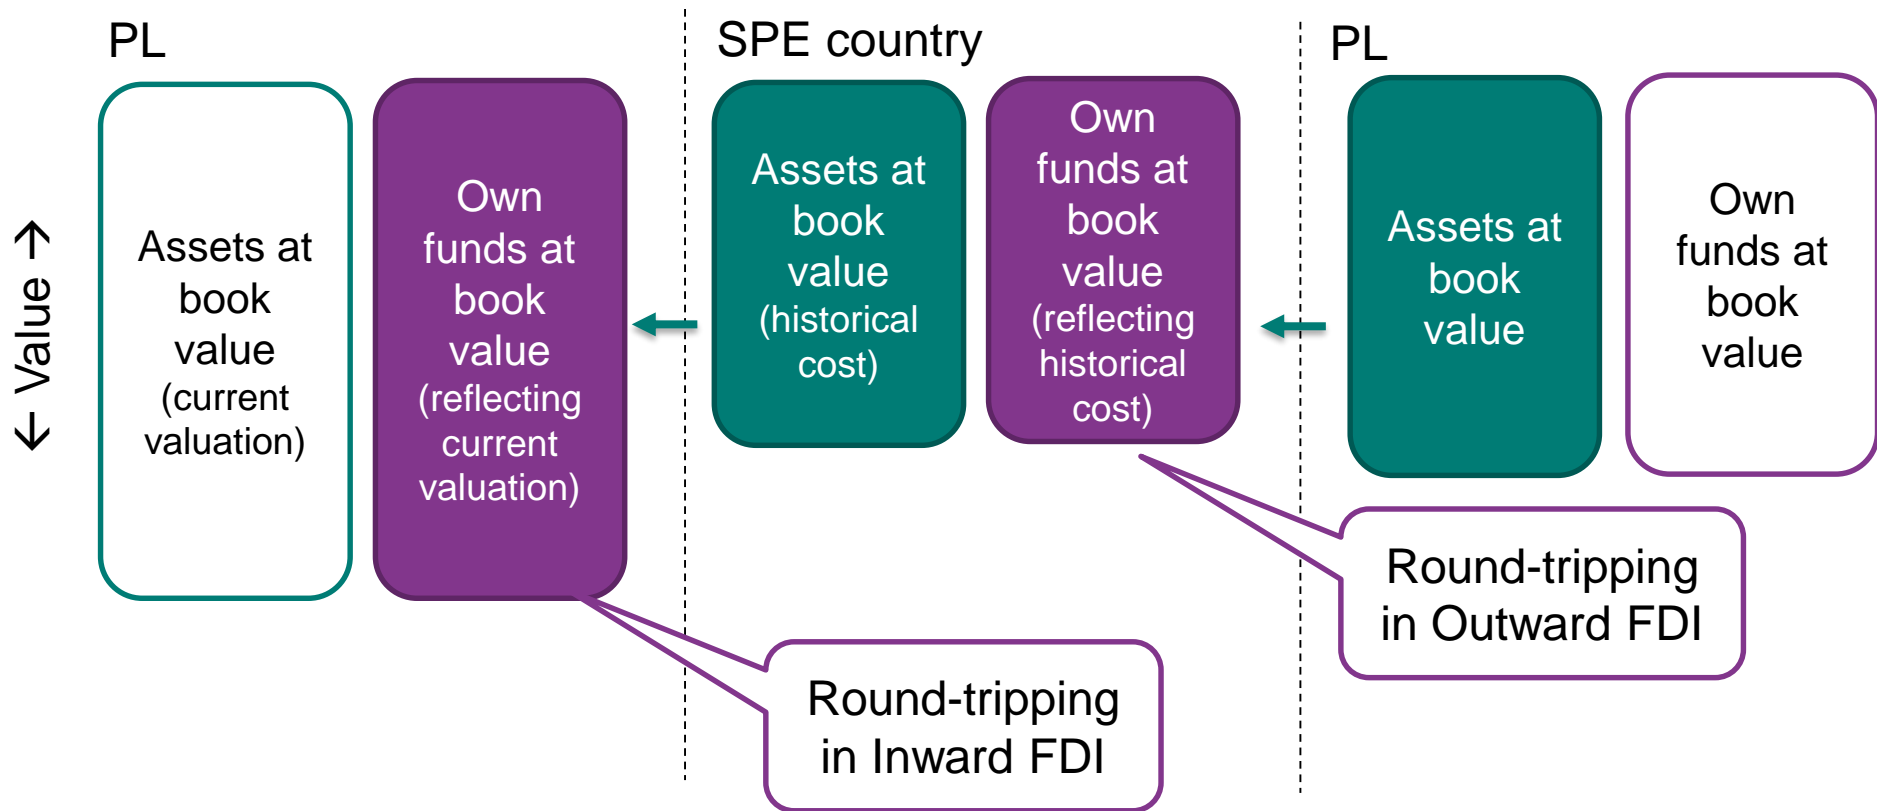 PL
SPE country
PL
← Value →
Assets at
book
value
(current
valuation)
Own
funds at
book
value
(reflecting
current
valuation)
Assets at
book
value
(historical
cost)
Own
funds at
book
value
(reflecting
historical
cost)
Assets at
book
value
Own
funds at
book
value
Round-tripping
in Outward FDI
Round-tripping
in Inward FDI